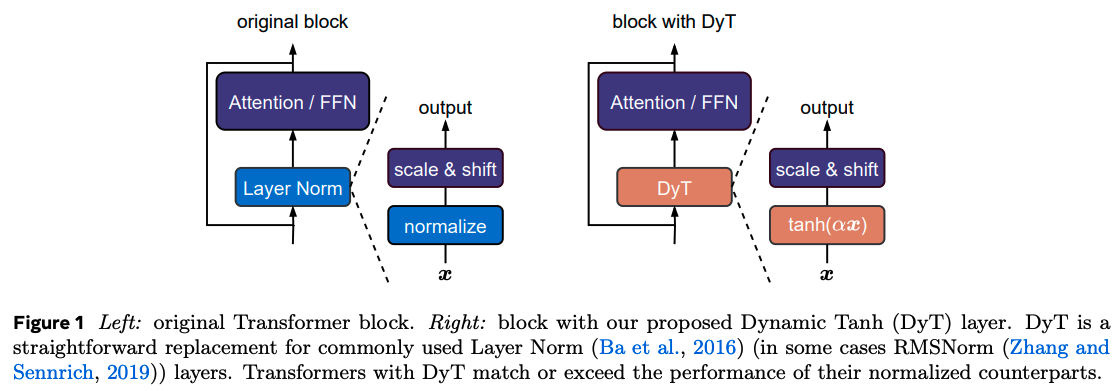 original block
Attention / FFN
Layer Norm
output
scale & shift
normalize
x
block with DyT
Attention / FFN
DyT
output
scale & shift
tanh(αx)
x
Figure 1 Left: original Transformer block. Right: block with our proposed Dynamic Tanh (DyT) layer. DyT is a
straightforward replacement for commonly used Layer Norm (Ba et al., 2016) (in some cases RMSNorm (Zhang and
Sennrich, 2019)) layers. Transformers with DyT match or exceed the performance of their normalized counterparts.